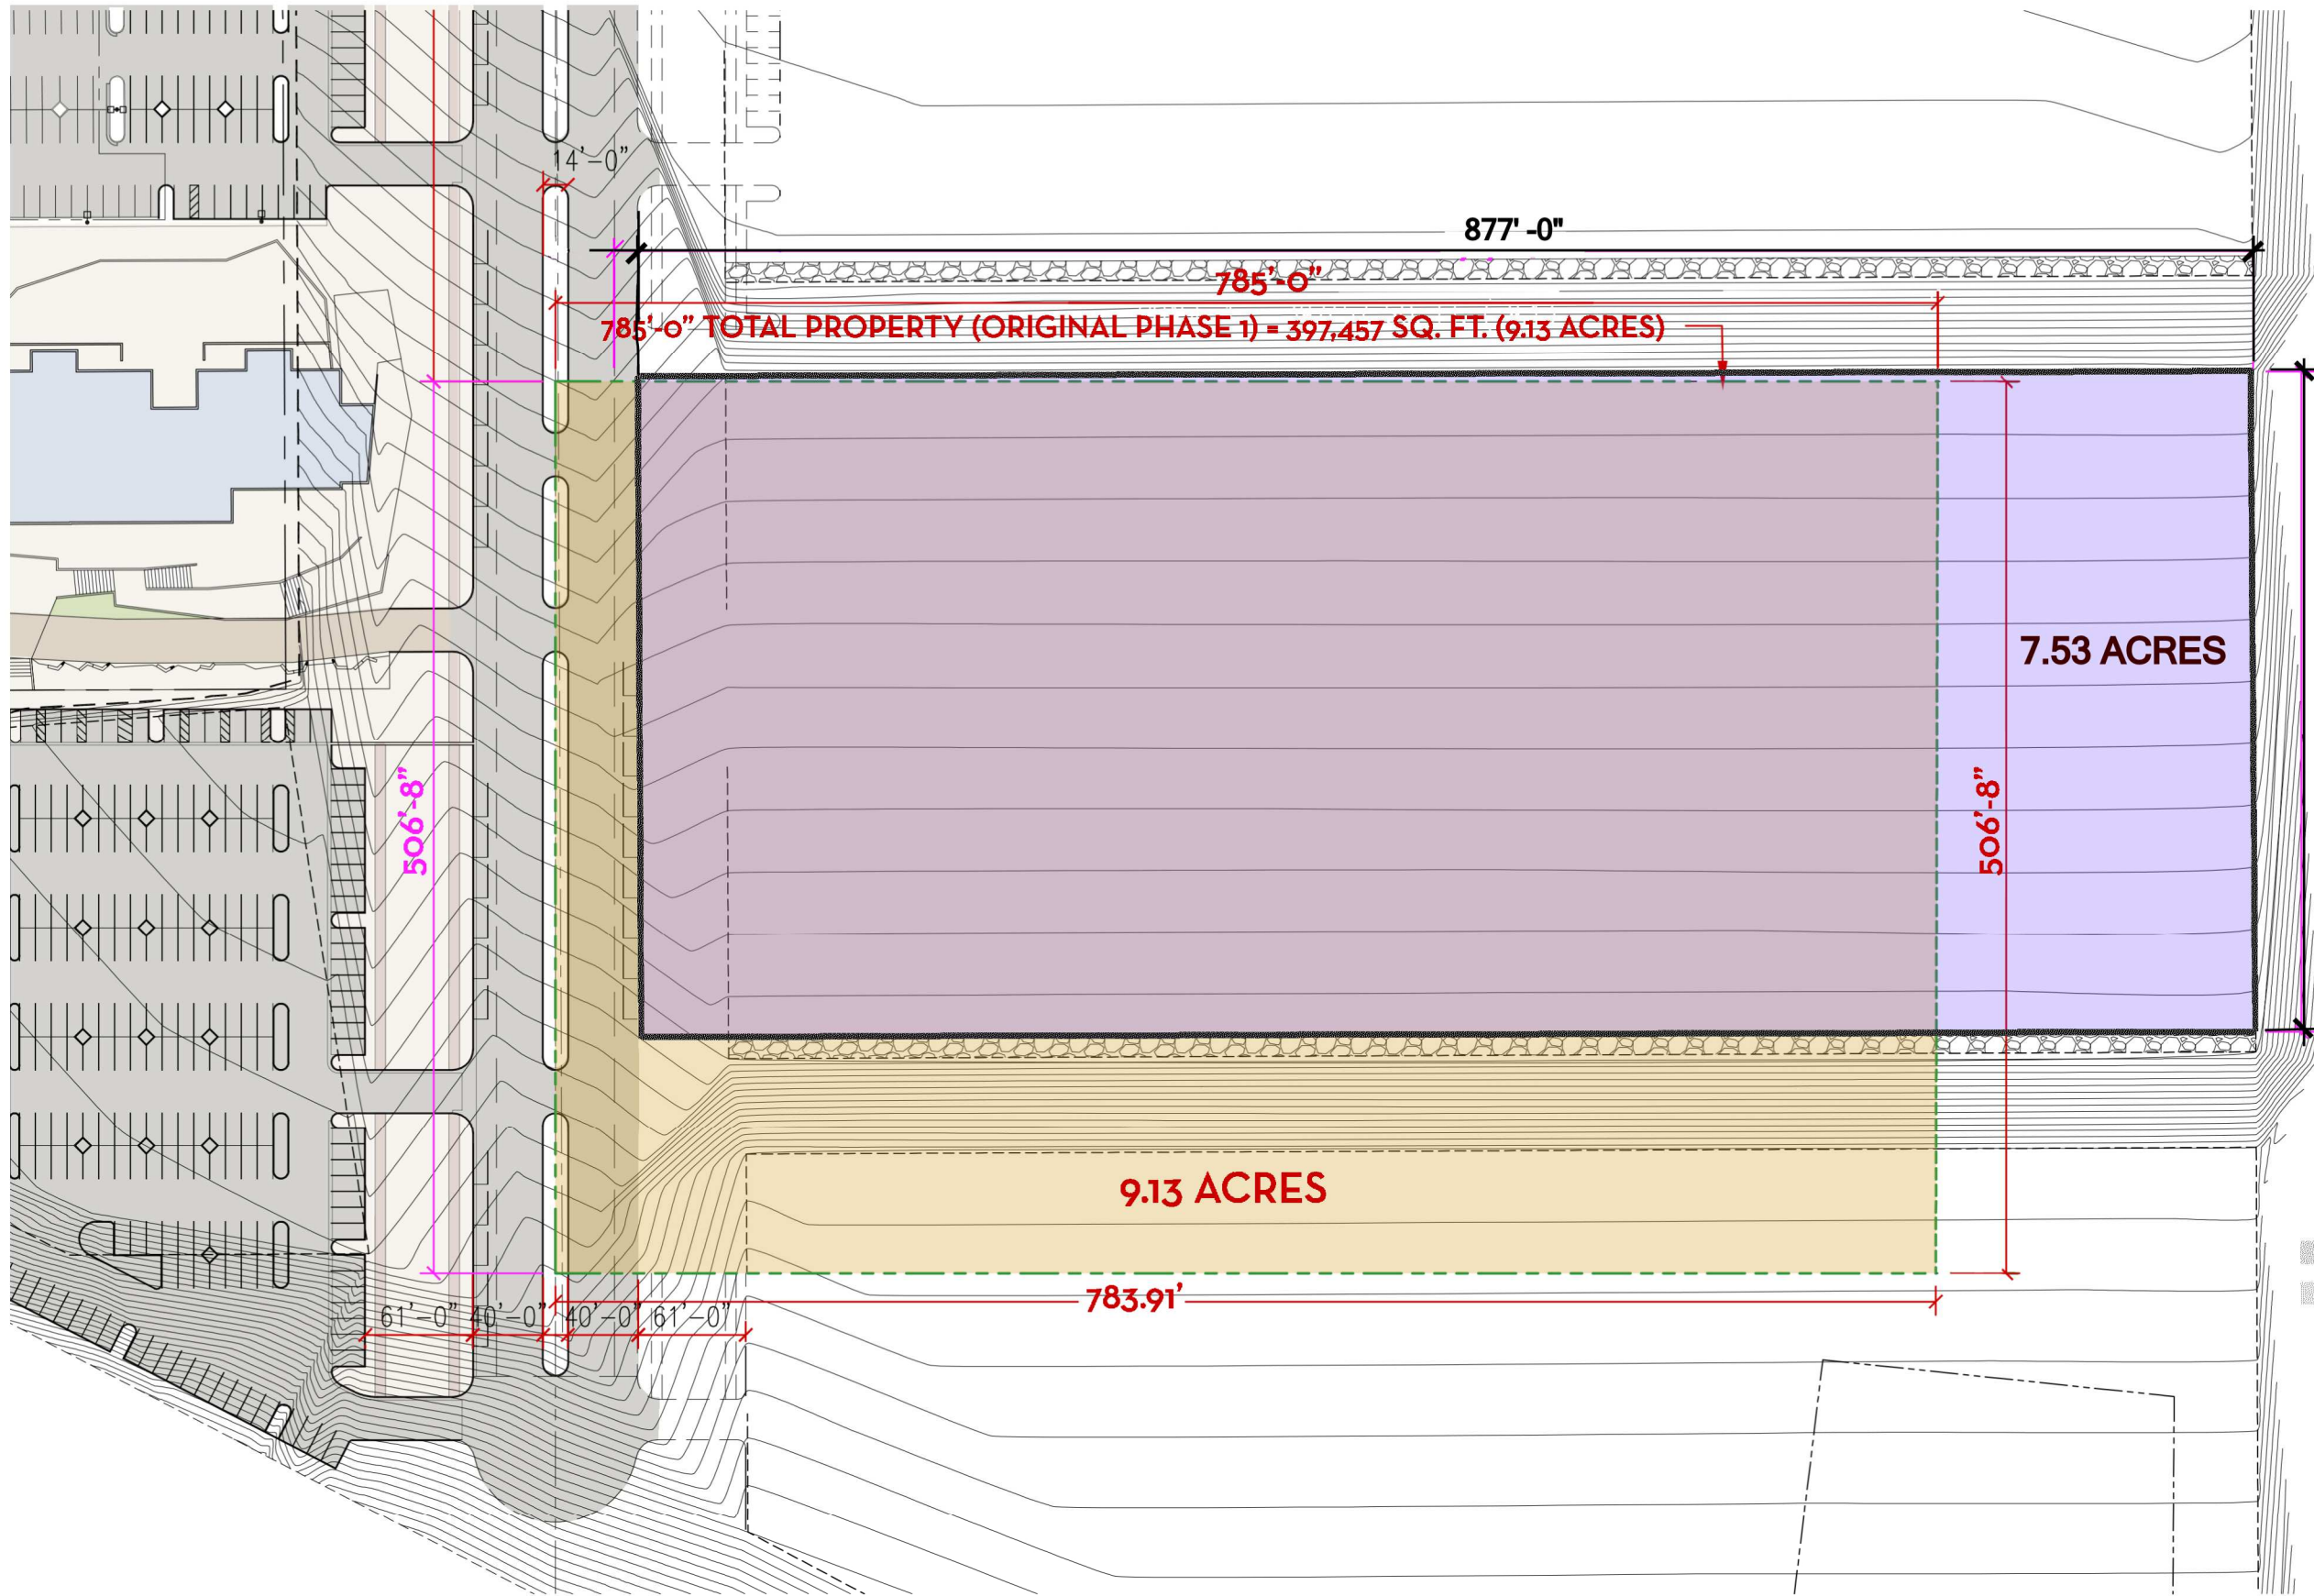 14'-0"
877' -0"
785'-0"
785'-0" TOTAL PROPERTY (ORIGINAL PHASE 1) = 397,457 SQ. FT. (9.13 ACRES)
7.53 ACRES
506'-8"
506'-8"
9.13 ACRES
783.91'
61'-0" 40'-0" 40'-0" 61'-0"